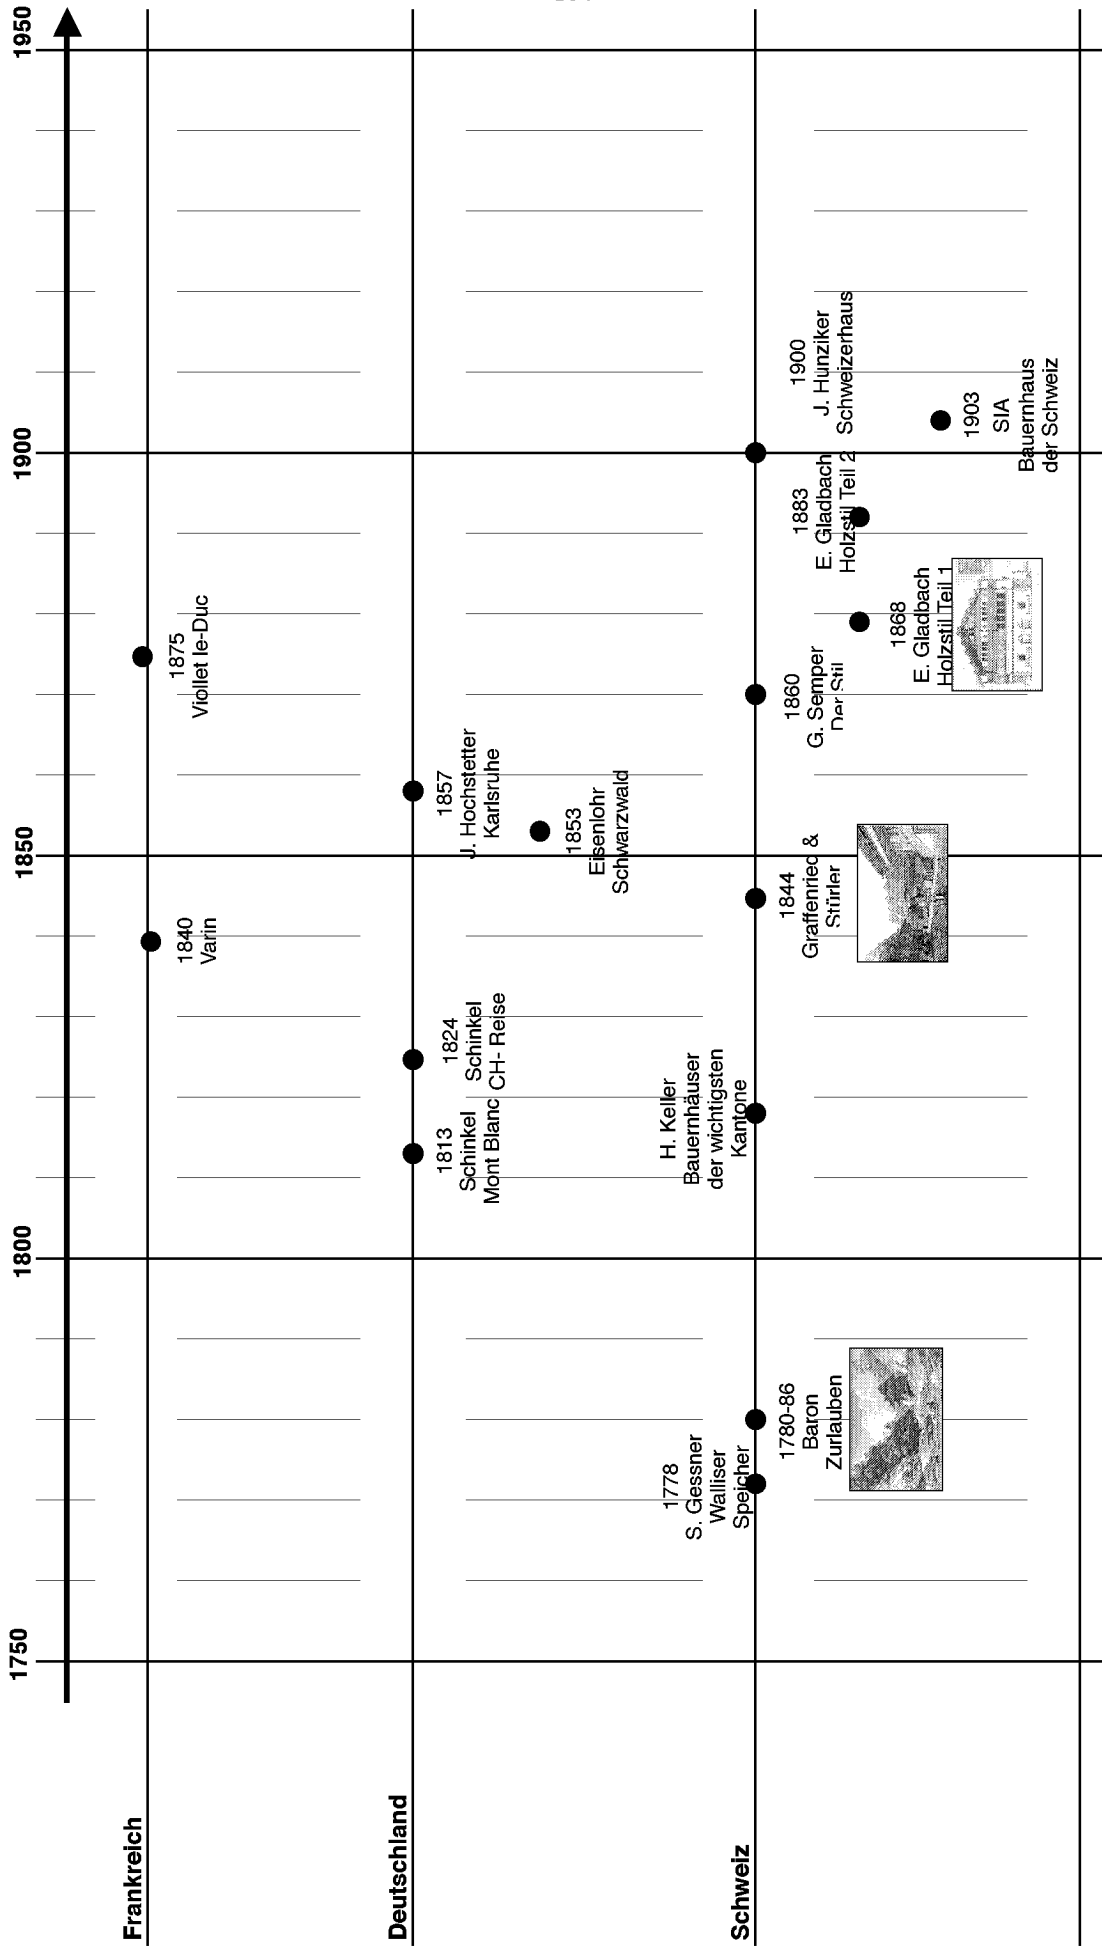 1750
1800
1850
1900
1950
Frankreich
1840
Varin
1875
Viollet le-Duc
Deutschland
1813
Schinkel
Mont Blanc
1824
Schinkel
CH- Reise
1857
J. Hochstetter
Karlsruhe
1853
Eisenlohr
Schwarzwald
Schweiz
1778
S. Gessner
Walliser
Speicher
1780-86
Baron
Zurlauben
H. Keller
Bauernhäuser
der wichtigsten
Kantone
1844
Graffenried &
Stürler
1860
G. Semper
Der Stil
1868
E. Gladbach
Holzstil Teil 1
1883
E. Gladbach
Holzstil Teil 2
1900
J. Hunziker
Schweizerhaus
1903
SIA
Bauernhaus
der Schweiz